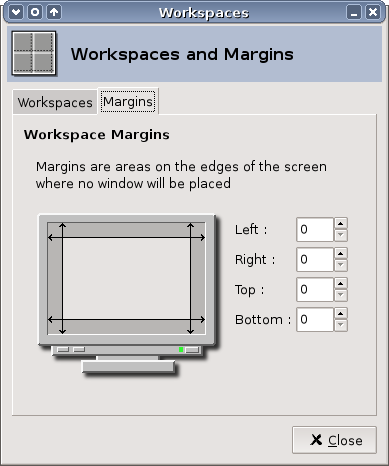 Workspaces
Workspaces and Margins
Workspaces Margins
Workspace Margins
Margins are areas on the edges of the screen
where no window will be placed
Left : 0
Right : 0
Top : 0
Bottom : 0
Close